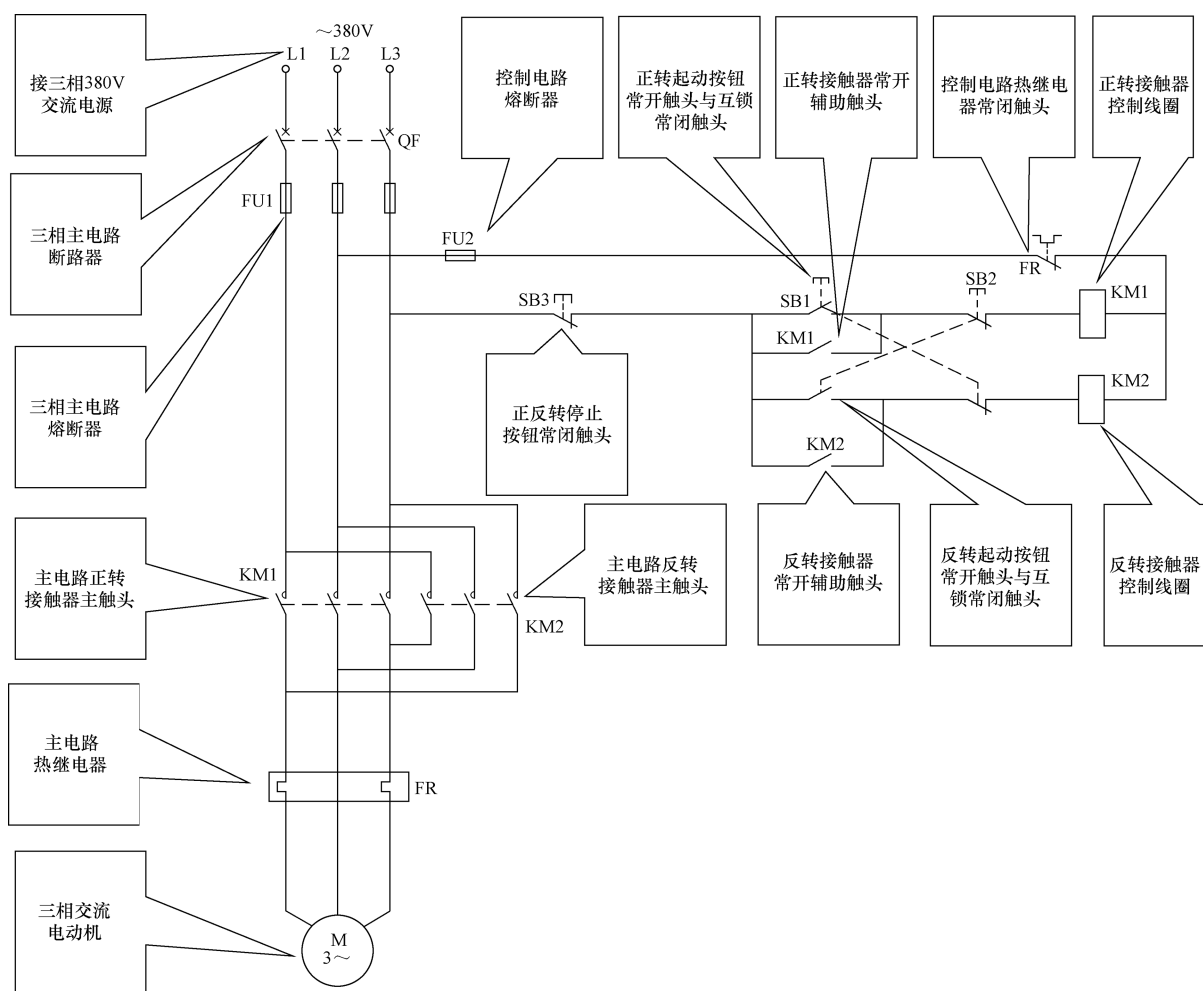 ～380V
L1
L2
L3
接三相380V
交流电源
控制电路
熔断器
正转起动按钮
常开触头与互锁
常闭触头
正转接触器常开
辅助触头
控制电路热继电
器常闭触头
正转接触器
控制线圈
QF
FU1
三相主电路
断路器
FU2
FR
SB3
SB1
SB2
KM1
KM1
KM2
KM2
三相主电路
熔断器
正反转停止
按钮常闭触头
主电路正转
接触器主触头
KM1
KM2
主电路反转
接触器主触头
反转接触器
常开辅助触头
反转起动按钮
常开触头与互
锁常闭触头
反转接触器
控制线圈
主电路
热继电器
FR
三相交流
电动机
M
3～